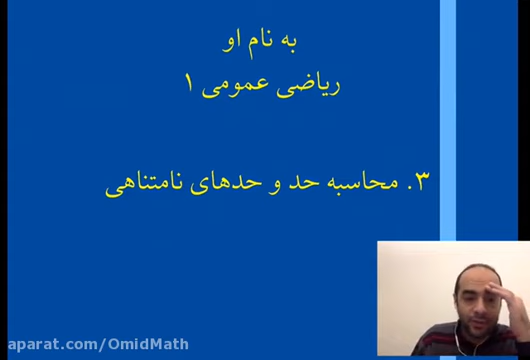 به نام او
ریاضی عمومی ۱
۳. محاسبه حد و حدهای نامتناهی
aparat.com/OmidMath